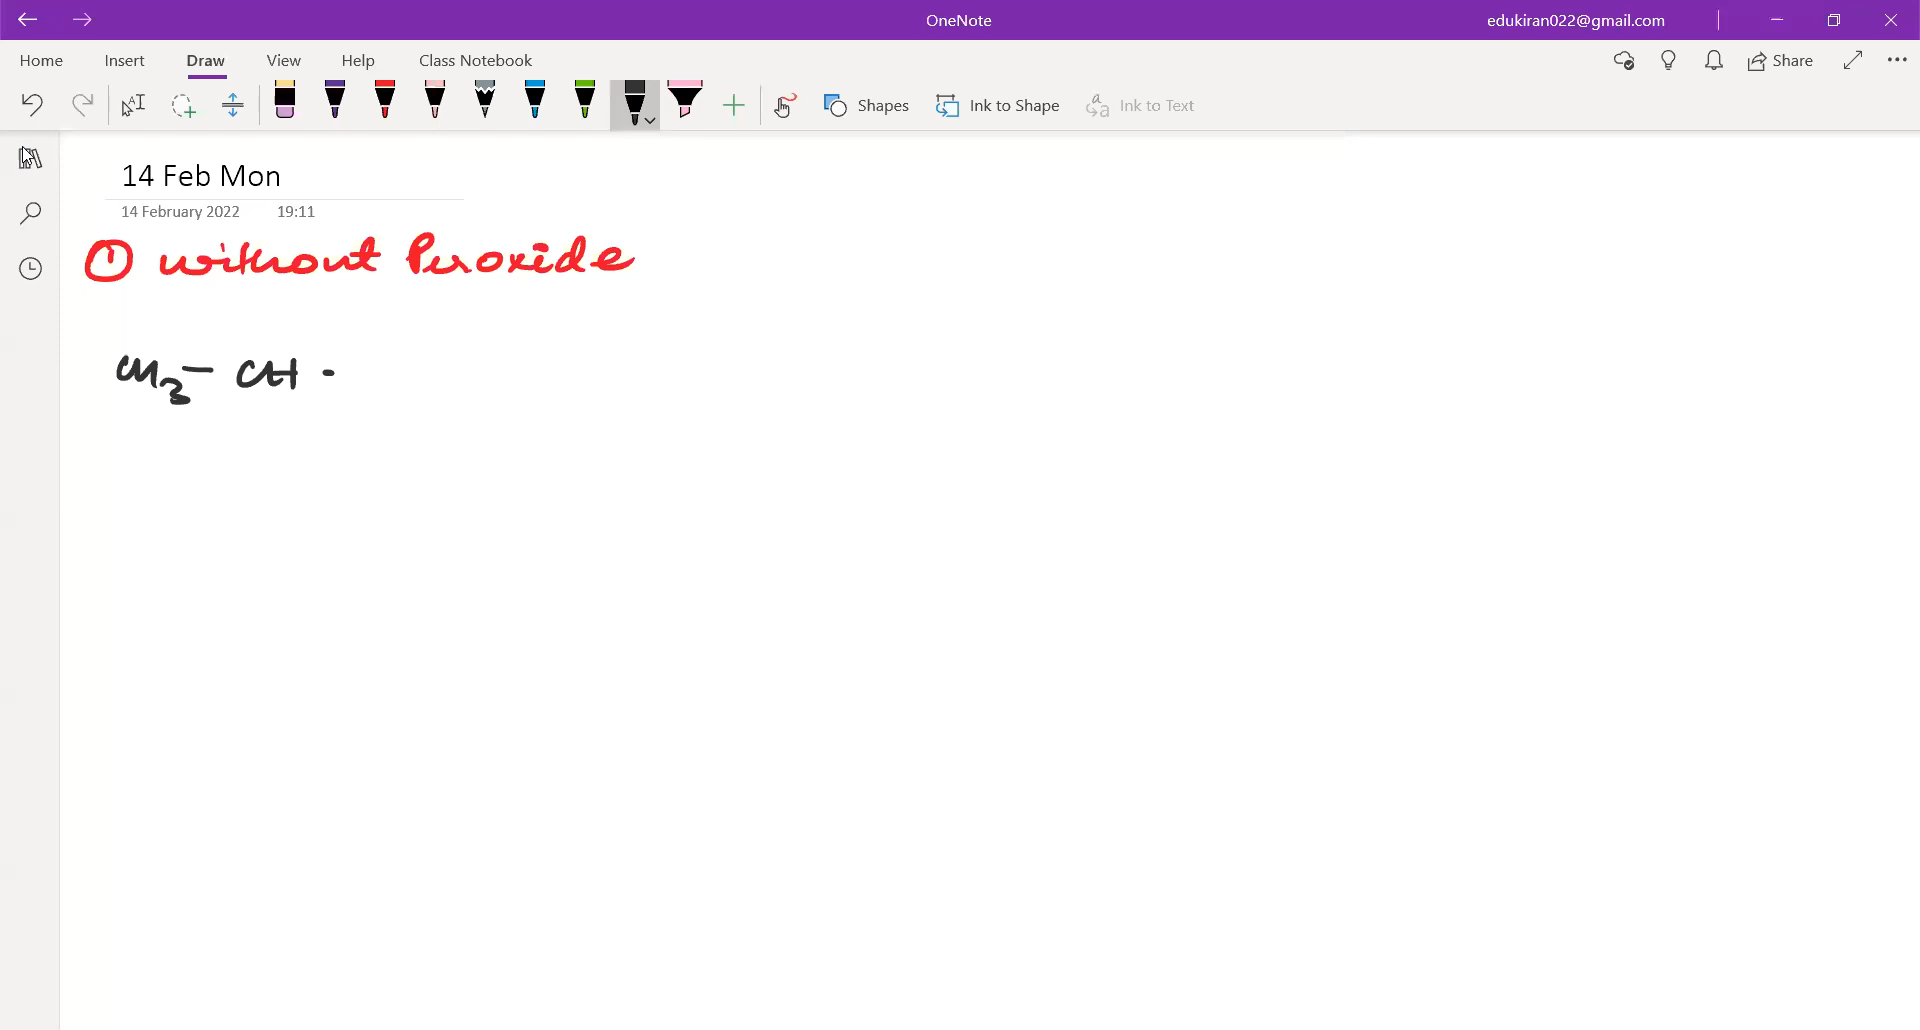 OneNote
edukiran022@gmail.com
Home Insert Draw View Help Class Notebook Share
Shapes Ink to Shape Ink to Text
14 Feb Mon
14 February 2022 19:11
① without Peroxide
CH₃ - CH -